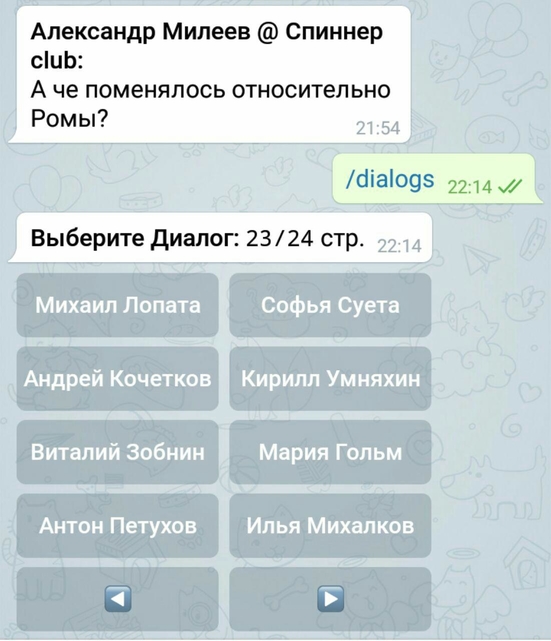 Александр Милеев @ Спиннер
club:
А че поменялось относительно
Ромы?
21:54
/dialogs 22:14
Выберите Диалог: 23/24 стр. 22:14
Михаил Лопата
Софья Суета
Андрей Кочетков
Кирилл Умняхин
Виталий Зобнин
Мария Гольм
Антон Петухов
Илья Михалков